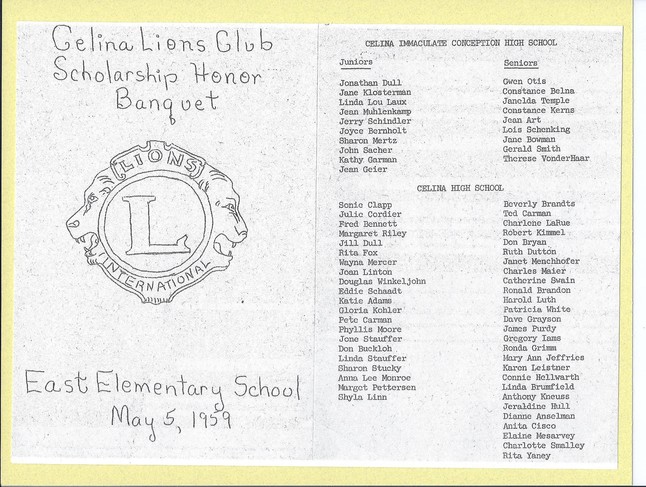 Celina Lions Club
Scholarship Honor
Banquet
LIONS
L
INTERNATIONAL
East Elementary School
May 5, 1959
CELINA IMMACULATE CONCEPTION HIGH SCHOOL
Juniors
Jonathan Dull
Jane Klosterman
Linda Lou Laux
Jean Muhlenkamp
Jerry Schindler
Joyce Bernholt
Sharon Mertz
John Sacher
Kathy Garman
Jean Geier
Seniors
Gwen Otis
Constance Belna
Janelda Temple
Constance Kerns
Jean Art
Lois Schonking
Jane Bowman
Gerald Smith
Therese VonderHaar
CELINA HIGH SCHOOL
Sonie Clapp
Julie Cordier
Fred Bennett
Margaret Riley
Jill Dull
Rita Fox
Wayne Mercer
Joan Linton
Douglas Winkeljohn
Eddie Schaadt
Katie Adams
Gloria Kohler
Pete Carman
Phyllis Moore
Jone Stauffer
Don Buckloh
Linda Stauffer
Sharon Stucky
Anna Lee Monroe
Marget Pettersen
Shyla Linn
Beverly Brandts
Ted Carman
Charlene LaRue
Robert Kimmel
Don Bryan
Ruth Dutton
Janet Menchhofer
Charles Maier
Catherine Swain
Ronald Brandon
Harold Luth
Patricia White
Dave Grayson
James Purdy
Gregory Iams
Ronda Grimm
Mary Ann Jeffries
Karen Leistner
Connie Hellwarth
Linda Brumfield
Anthony Kneuss
Jeraldine Hull
Dianne Anselman
Anita Cisco
Elaine Mesarvey
Charlotte Smalley
Rita Yaney